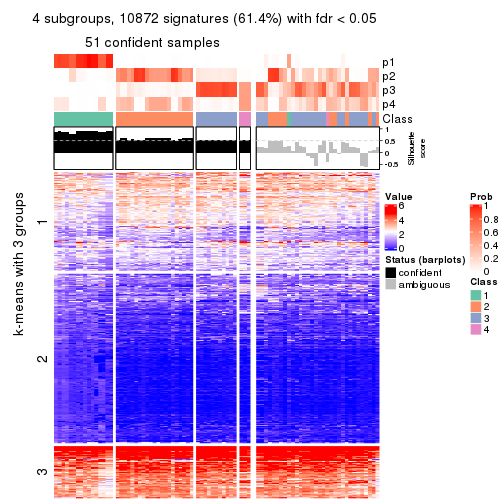 4 subgroups, 10872 signatures (61.4%) with fdr < 0.05
51 confident samples
p1
p2
p3
p4
Class
1
0.5
0
-0.5
Silhouette
score
k-means with 3 groups
1
2
3
Value
6
4
2
0
Status (barplots)
confident
ambiguous
Prob
1
0.8
0.6
0.4
0.2
0
Class
1
2
3
4